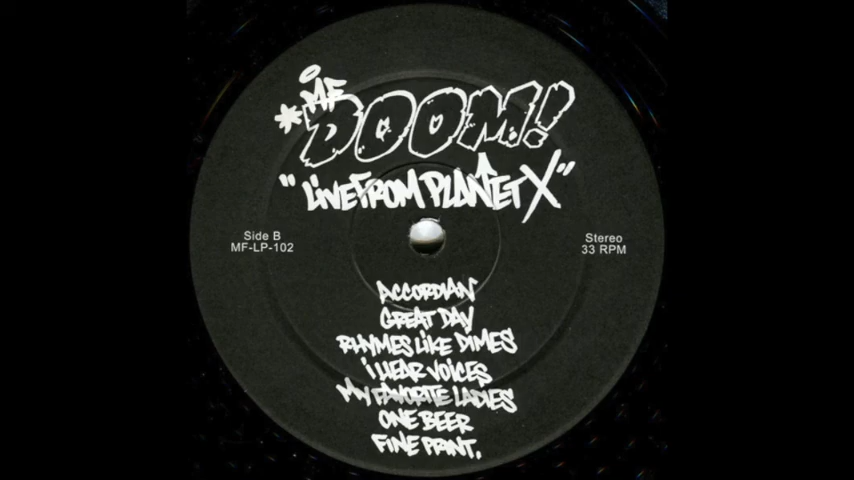 MF
*DOOM!
"LIVE FROM PLANET X"
Side B
MF-LP-102
Stereo
33 RPM
ACCORDIAN
GREAT DAY
RHYMES LIKE DIMES
I HEAR VOICES
MY FAVORITE LADIES
ONE BEER
FINE PRINT.